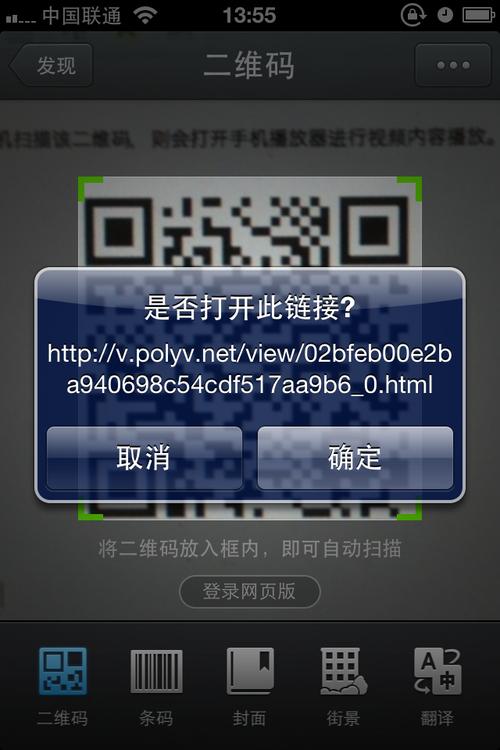 中国联通
13:55
发现
二维码
机扫描该二维码，则会打开手机播放器进行视频内容播放。
是否打开此链接?
http://v.polyv.net/view/02bfeb00e2b
a940698c54cdf517aa9b6_0.html
取消
确定
将二维码放入框内，即可自动扫描
登录网页版
二维码
条码
封面
街景
翻译
A
中